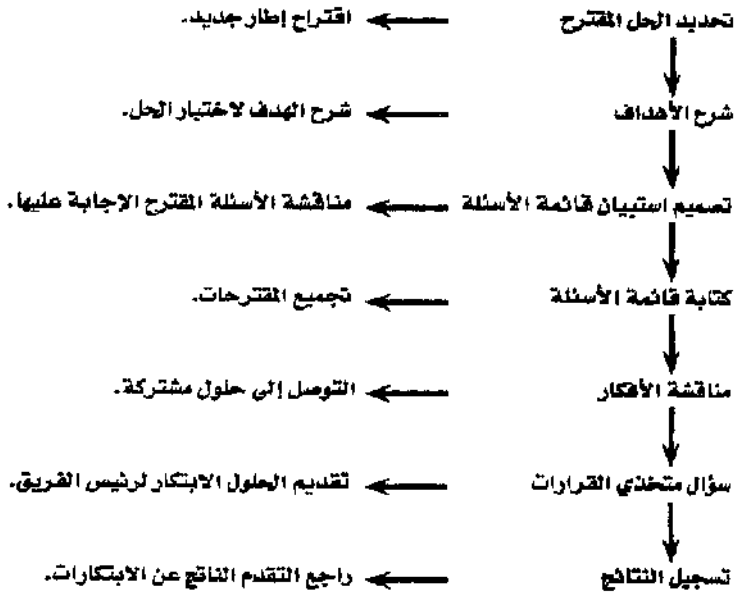 تحديد الحل المقترح اقتراح إطار جديد.
شرح الأهداف شرح الهدف لاختيار الحل.
تصميم استبيان قائمة الأسئلة مناقشة الأسئلة المقترح الإجابة عليها.
كتابة قائمة الأسئلة تجميع المقترحات.
مناقشة الأفكار التوصل إلى حلول مشتركة.
سؤال متخذي القرارات تقديم الحلول الابتكار لرئيس الفريق.
تسجيل النتائج راجع التقدم الناتج عن الابتكارات.